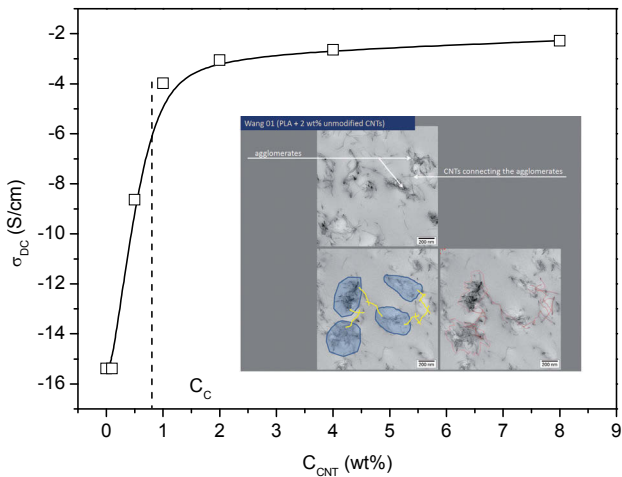 -2
-4
-6
-8
-10
-12
-14
-16
σDC (S/cm)
Wang 01 (PLA + 2 wt% unmodified CNTs)
agglomerates
CNTs connecting the agglomerates
200 nm
200 nm
200 nm
CC
0 1 2 3 4 5 6 7 8 9
CCNT (wt%)